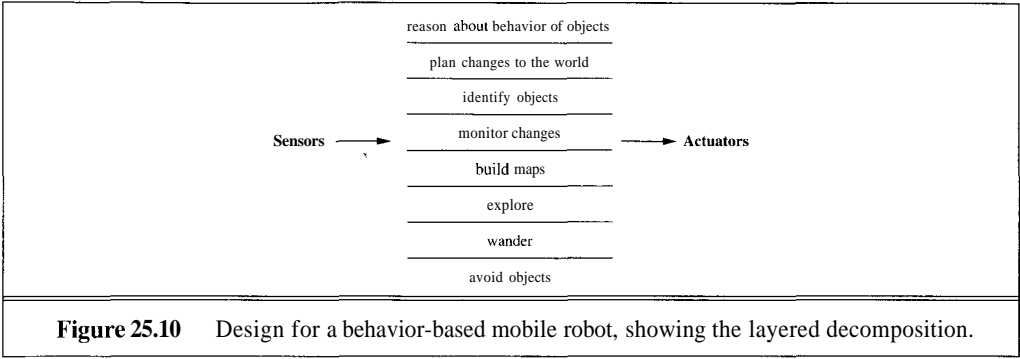 reason about behavior of objects
plan changes to the world
identify objects
Sensors
monitor changes
Actuators
build maps
explore
wander
avoid objects
Figure 25.10 Design for a behavior-based mobile robot, showing the layered decomposition.